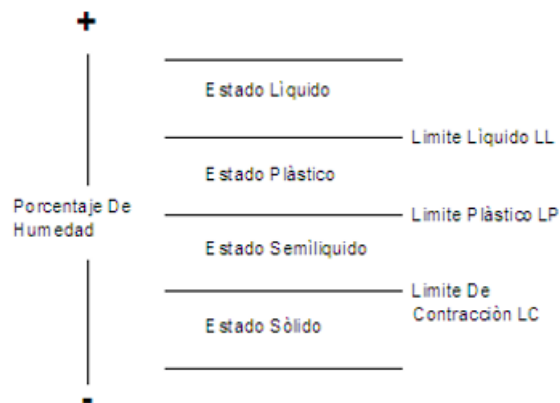 +
Estado Lìquido
Limite Lìquido LL
Estado Plàstico
Porcentaje De
Humedad
Limite Plàstico LP
Estado Semìliquido
Limite De
Contracciòn LC
Estado Sòlido
-